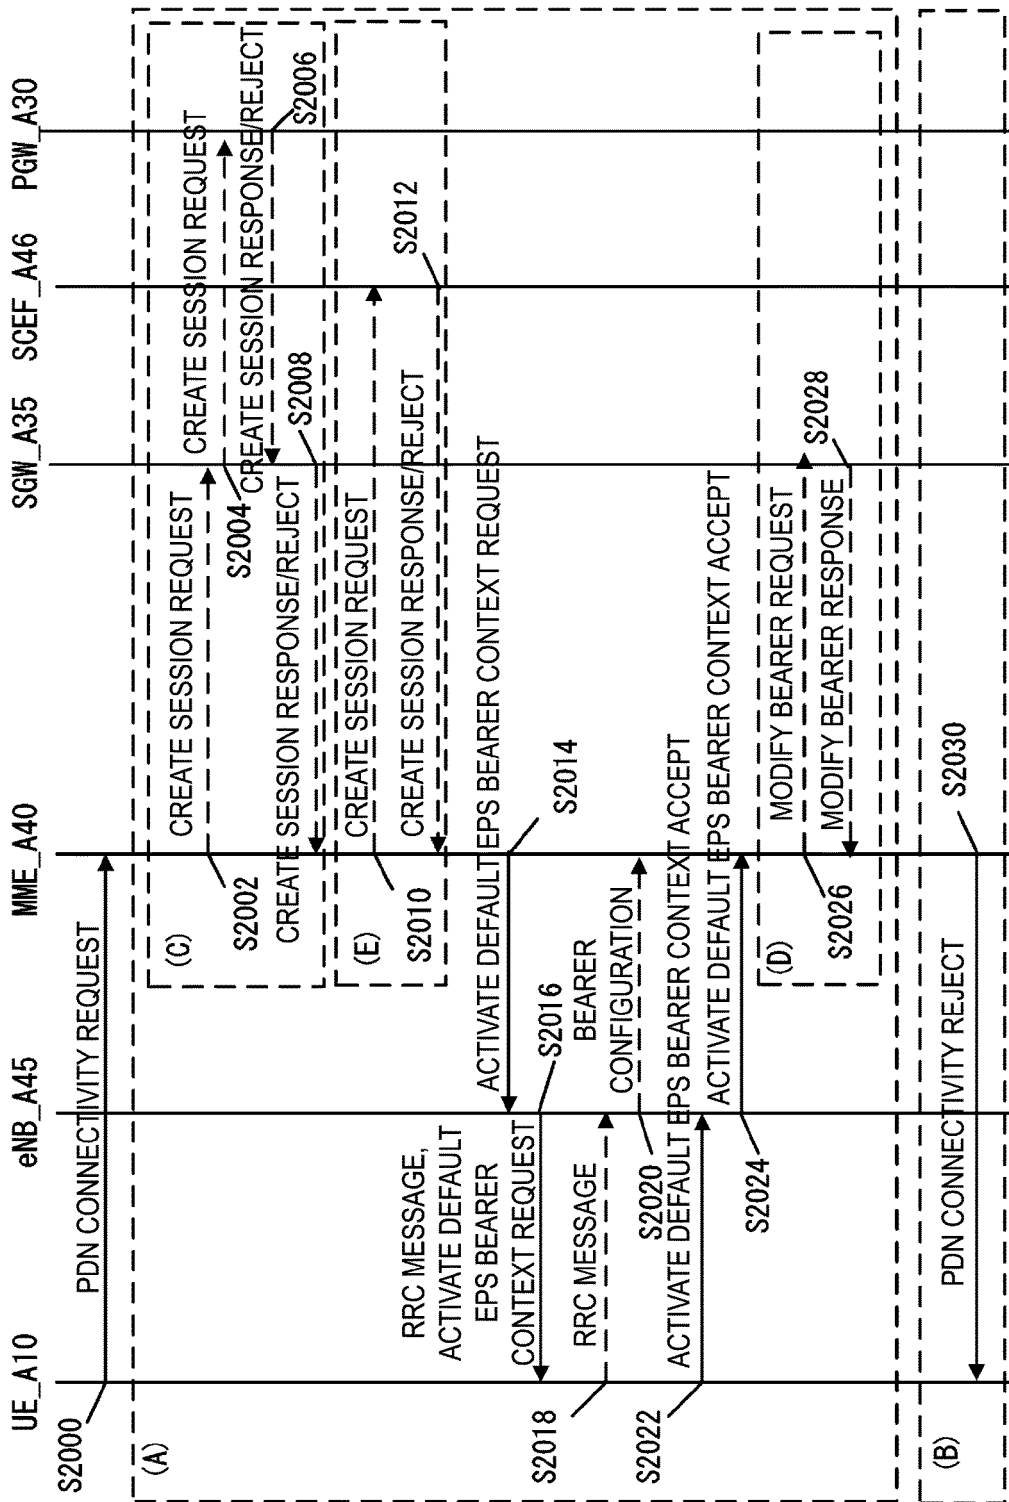 UE_A10
eNB_A45
MME_A40
SGW_A35
SCEF_A46
PGW_A30
S2000
PDN CONNECTIVITY REQUEST
(A)
(C)
CREATE SESSION REQUEST
S2002
CREATE SESSION REQUEST
S2004
CREATE SESSION RESPONSE/REJECT
S2006
CREATE SESSION RESPONSE/REJECT
S2008
(E)
CREATE SESSION REQUEST
S2010
CREATE SESSION RESPONSE/REJECT
S2012
ACTIVATE DEFAULT EPS BEARER CONTEXT REQUEST
S2014
RRC MESSAGE,
ACTIVATE DEFAULT
EPS BEARER
CONTEXT REQUEST
S2016
RRC MESSAGE
S2018
BEARER
CONFIGURATION
S2020
ACTIVATE DEFAULT EPS BEARER CONTEXT ACCEPT
S2022
ACTIVATE DEFAULT EPS BEARER CONTEXT ACCEPT
S2024
(D)
MODIFY BEARER REQUEST
S2026
MODIFY BEARER RESPONSE
S2028
(B)
PDN CONNECTIVITY REJECT
S2030